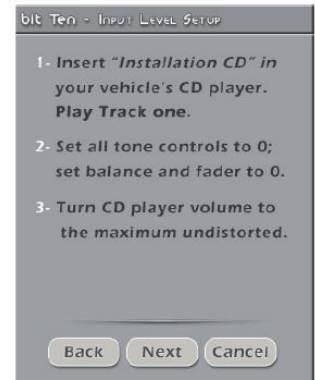 bit Ten - Input Level Setup
1- Insert "Installation CD" in
your vehicle's CD player.
Play Track one.
2- Set all tone controls to 0;
set balance and fader to 0.
3- Turn CD player volume to
the maximum undistorted.
Back Next Cancel